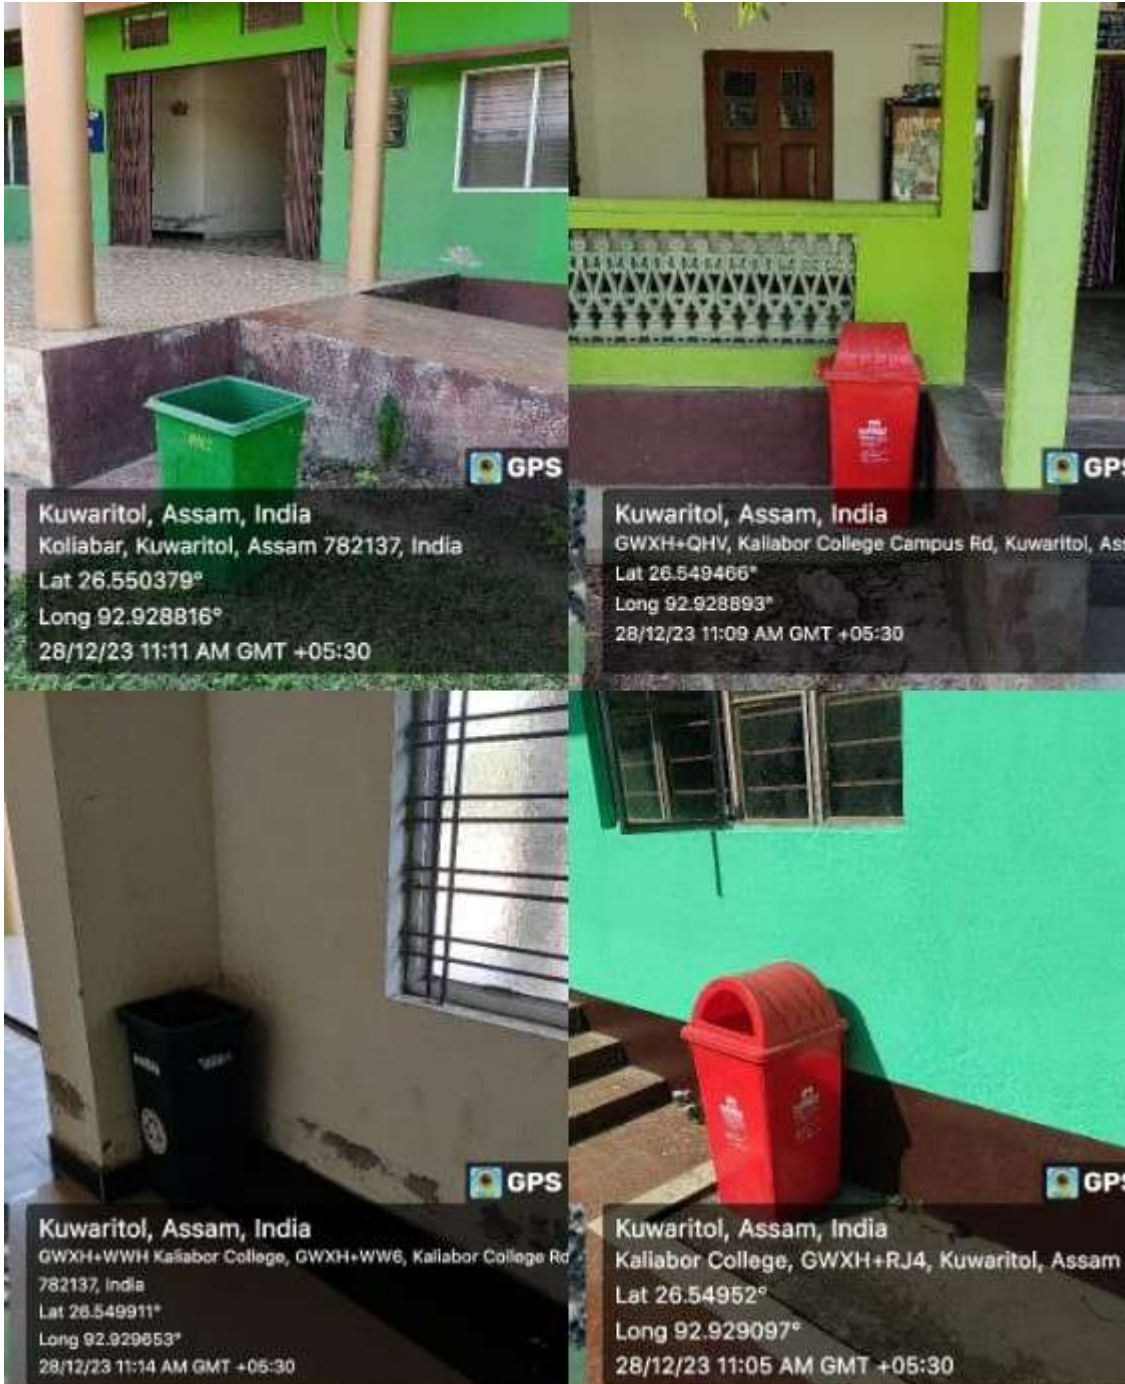 GPS
Kuwaritol, Assam, India
Koliabar, Kuwaritol, Assam 782137, India
Lat 26.550379°
Long 92.928816°
28/12/23 11:11 AM GMT +05:30
GPS
Kuwaritol, Assam, India
GWXH+QHV, Kaliabor College Campus Rd, Kuwaritol, Ass
Lat 26.549466°
Long 92.928893°
28/12/23 11:09 AM GMT +05:30
GPS
Kuwaritol, Assam, India
GWXH+WWH Kaliabor College, GWXH+WW6, Kaliabor College Rd
782137, India
Lat 26.549911°
Long 92.929653°
28/12/23 11:14 AM GMT +05:30
GPS
Kuwaritol, Assam, India
Kaliabor College, GWXH+RJ4, Kuwaritol, Assam
Lat 26.54952°
Long 92.929097°
28/12/23 11:05 AM GMT +05:30